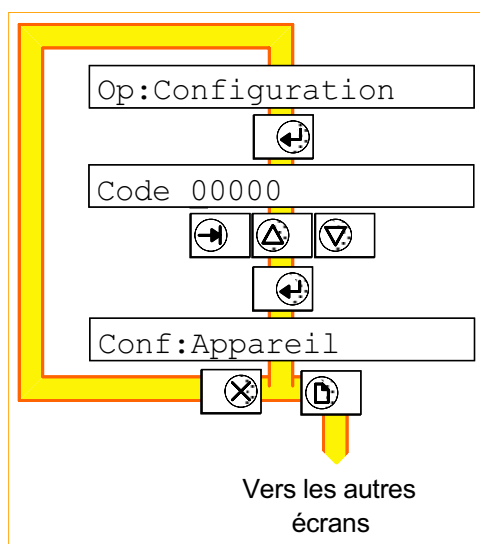 Op:Configuration
Code 00000
Conf:Appareil
Vers les autres
écrans